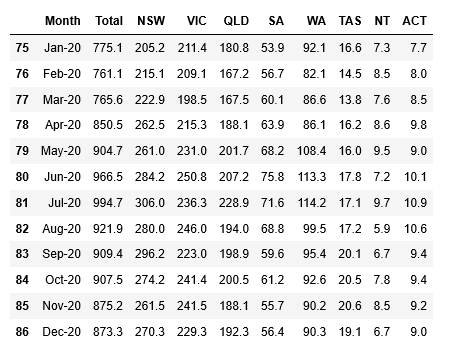 Month Total NSW VIC QLD SA WA TAS NT ACT
75 Jan-20 775.1 205.2 211.4 180.8 53.9 92.1 16.6 7.3 7.7
76 Feb-20 761.1 215.1 209.1 167.2 56.7 82.1 14.5 8.5 8.0
77 Mar-20 765.6 222.9 198.5 167.5 60.1 86.6 13.8 7.6 8.5
78 Apr-20 850.5 262.5 215.3 188.1 63.9 86.1 16.2 8.6 9.8
79 May-20 904.7 261.0 231.0 201.7 68.2 108.4 16.0 9.5 9.0
80 Jun-20 966.5 284.2 250.8 207.2 75.8 113.3 17.8 7.2 10.1
81 Jul-20 994.7 306.0 236.3 228.9 71.6 114.2 17.1 9.7 10.9
82 Aug-20 921.9 280.0 246.0 194.0 68.8 99.5 17.2 5.9 10.6
83 Sep-20 909.4 296.2 223.0 198.9 59.6 95.4 20.1 6.7 9.4
84 Oct-20 907.5 274.2 241.4 200.5 61.2 92.6 20.5 7.8 9.4
85 Nov-20 875.2 261.5 241.5 188.1 55.7 90.2 20.6 8.5 9.2
86 Dec-20 873.3 270.3 229.3 192.3 56.4 90.3 19.1 6.7 9.0